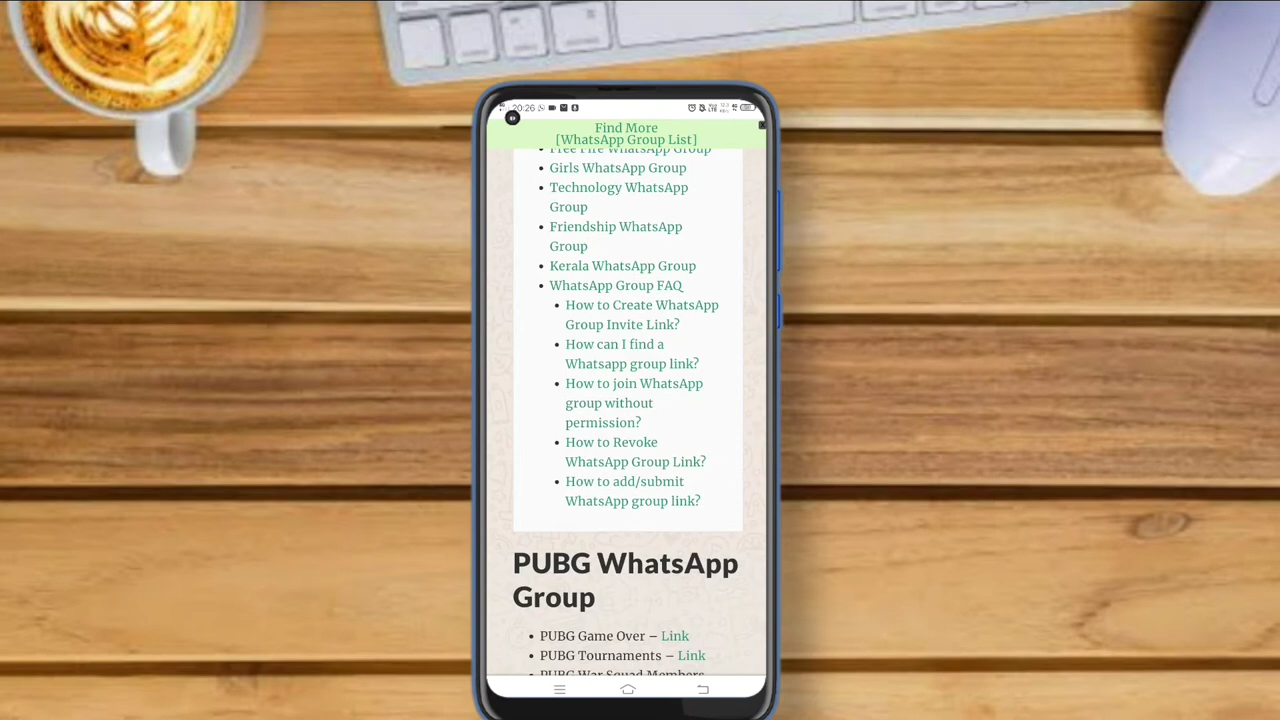 20:26
Find More
[WhatsApp Group List]
Free Fire WhatsApp Group
Girls WhatsApp Group
Technology WhatsApp
Group
Friendship WhatsApp
Group
Kerala WhatsApp Group
WhatsApp Group FAQ
How to Create WhatsApp
Group Invite Link?
How can I find a
Whatsapp group link?
How to join WhatsApp
group without
permission?
How to Revoke
WhatsApp Group Link?
How to add/submit
WhatsApp group link?
PUBG WhatsApp
Group
PUBG Game Over – Link
PUBG Tournaments – Link
PUBG War Squad Members